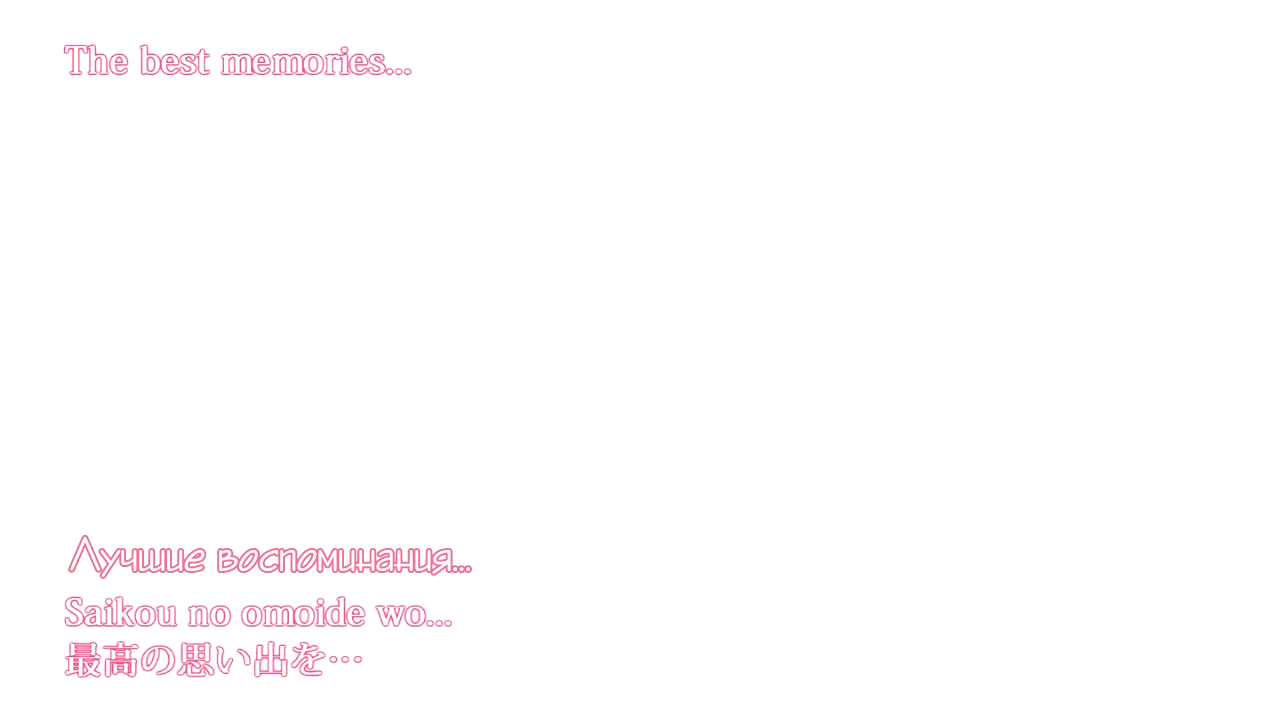 The best memories...
Лучшие воспоминания...
Saikou no omoide wo...
最高の思い出を…